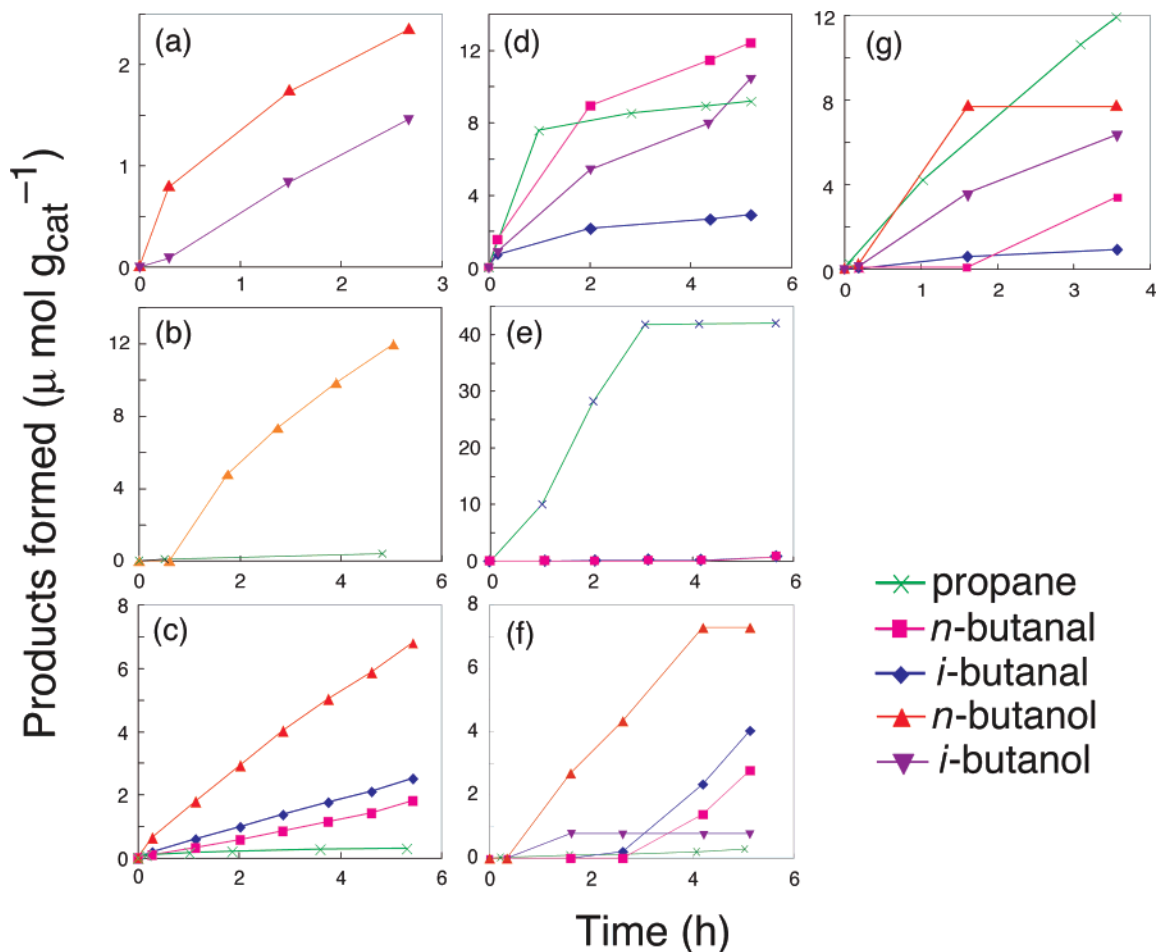 Products formed (μ mol gcat⁻¹)
(a)
2
1
0
0 1 2 3
(d)
12
8
4
0
0 2 4 6
(g)
12
8
4
0
0 1 2 3 4
(b)
12
8
4
0
0 2 4 6
(e)
40
30
20
10
0
0 2 4 6
(c)
8
6
4
2
0
0 2 4 6
(f)
8
6
4
2
0
0 2 4 6
propane
n-butanal
i-butanal
n-butanol
i-butanol
Time (h)